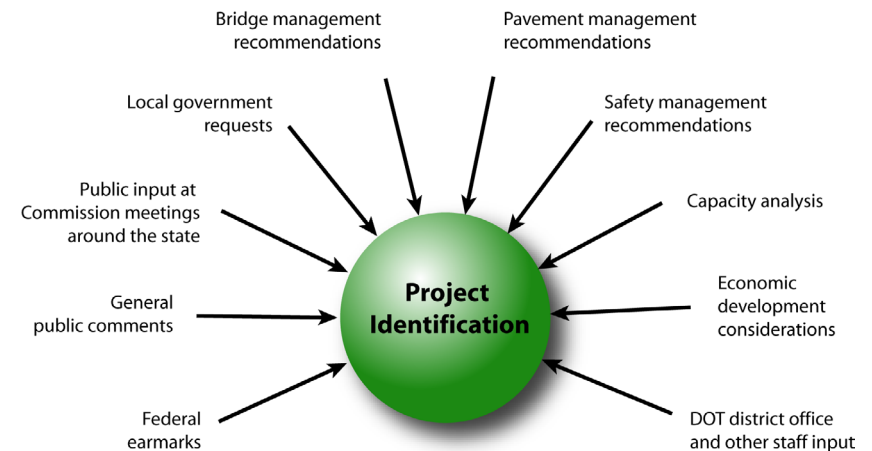 Bridge management
recommendations
Pavement management
recommendations
Local government
requests
Safety management
recommendations
Public input at
Commission meetings
around the state
Capacity analysis
General
public comments
Project
Identification
Economic
development
considerations
Federal
earmarks
DOT district office
and other staff input